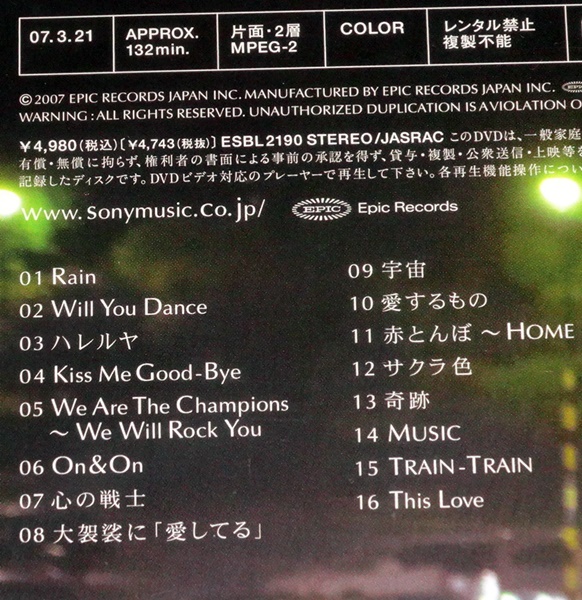 07.3.21
APPROX.
132min.
片面・2層
MPEG-2
COLOR
レンタル禁止
複製不能
©2007 EPIC RECORDS JAPAN INC. MANUFACTURED BY EPIC RECORDS JAPAN INC.
WARNING : ALL RIGHTS RESERVED. UNAUTHORIZED DUPLICATION IS A VIOLATION O
¥4,980(税込)〔¥4,743(税抜)〕ESBL 2190 STEREO/JASRAC このDVDは、一般家庭
有償・無償に拘らず、権利者の書面による事前の承認を得ず、貸与・複製・公衆送信・上映等を
記録したディスクです。DVDビデオ対応のプレーヤーで再生して下さい。各再生機能操作につい
www.sonymusic.co.jp/
EPIC
Epic Records
01 Rain
02 Will You Dance
03 ハレルヤ
04 Kiss Me Good-Bye
05 We Are The Champions
～ We Will Rock You
06 On&On
07 心の戦士
08 大袈裟に「愛してる」
09 宇宙
10 愛するもの
11 赤とんぼ ～ HOME
12 サクラ色
13 奇跡
14 MUSIC
15 TRAIN-TRAIN
16 This Love